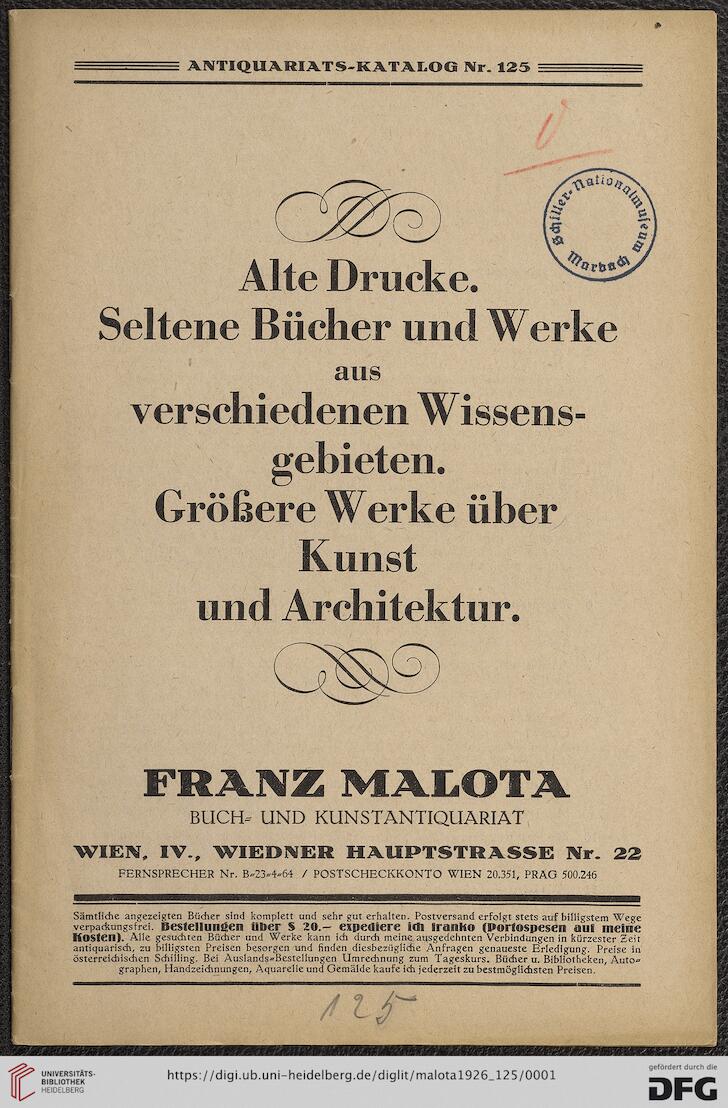 ANTIQUARIATS-KATALOG Nr. 125
Schiller-Nationalmuseum
Marbach
Alte Drucke.
Seltene Bücher und Werke
aus
verschiedenen Wissens-
gebieten.
Größere Werke über
Kunst
und Architektur.
FRANZ MALOTA
BUCH- UND KUNSTANTIQUARIAT
WIEN, IV., WIEDNER HAUPTSTRASSE Nr. 22
FERNSPRECHER Nr. B-23-4-64 / POSTSCHECKKONTO WIEN 20.351, PRAG 500.246
Sämtliche angezeigten Bücher sind komplett und sehr gut erhalten. Postversand erfolgt stets auf billigstem Wege
verpackungsfrei. Bestellungen über S 20.— expediere ich franko (Portospesen auf meine
Kosten). Alle gesuchten Bücher und Werke kann ich durch meine ausgedehnten Verbindungen in kürzester Zeit
antiquarisch, zu billigsten Preisen besorgen und finden diesbezügliche Anfragen genaueste Erledigung. Preise in
österreichischen Schilling. Bei Auslands-Bestellungen Umrechnung zum Tageskurs. Bücher u. Bibliotheken, Auto-
graphen, Handzeichnungen, Aquarelle und Gemälde kaufe ich jederzeit zu bestmöglichsten Preisen.
125
UNIVERSITÄTS-
BIBLIOTHEK
HEIDELBERG
https://digi.ub.uni-heidelberg.de/diglit/malota1926_125/0001
gefördert durch die
DFG